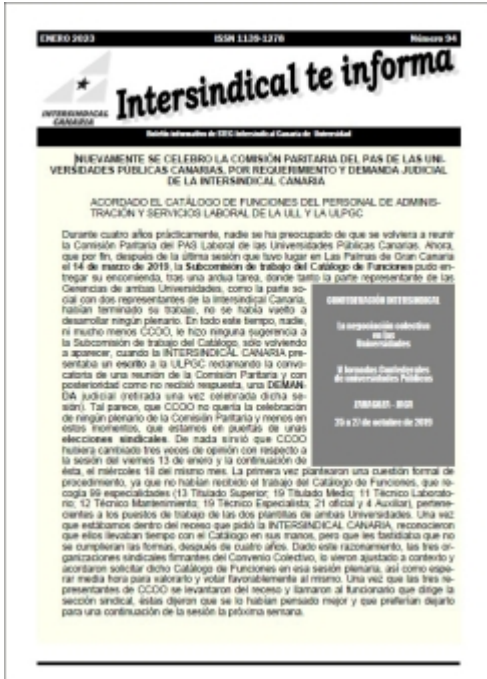 ENERO 2023 ISSN 1139-1278 Número 94
INTERSINDICAL
CANARIA
Intersindical te informa
Boletín informativo de STEC-Intersindical Canaria de Universidad
NUEVAMENTE SE CELEBRO LA COMISIÓN PARITARIA DEL PAS DE LAS UNI-
VERSIDADES PÚBLICAS CANARIAS, POR REQUERIMIENTO Y DEMANDA JUDICIAL
DE LA INTERSINDICAL CANARIA
ACORDADO EL CATÁLOGO DE FUNCIONES DEL PERSONAL DE ADMINIS-
TRACIÓN Y SERVICIOS LABORAL DE LA ULL Y LA ULPGC
Durante cuatro años prácticamente, nadie se ha preocupado de que se volviera a reunir
la Comisión Paritaria del PAS Laboral de las Universidades Públicas Canarias. Ahora,
que por fin, después de la última sesión que tuvo lugar en Las Palmas de Gran Canaria
el 14 de marzo de 2019, la Subcomisión de trabajo del Catálogo de Funciones pudo en-
tregar su encomienda, tras una ardua tarea, donde tanto la parte representante de las
Gerencias de ambas Universidades, como la parte so-
cial con dos representantes de la Intersindical Canaria,
habían terminado su trabajo, no se había vuelto a
desarrollar ningún plenario. En todo este tiempo, nadie,
ni mucho menos CCOO, le hizo ninguna sugerencia a
la Subcomisión de trabajo del Catálogo, sólo volviendo
a aparecer, cuando la INTERSINDICAL CANARIA pre-
sentaba un escrito a la ULPGC reclamando la convo-
catoria de una reunión de la Comisión Paritaria y con
posterioridad como no recibió respuesta, una DEMAN-
DA judicial (retirada una vez celebrada dicha se-
sión). Tal parece, que CCOO no quería la celebración
de ningún plenario de la Comisión Paritaria y menos en
estos momentos, que estamos en puertas de unas
elecciones sindicales. De nada sirvió que CCOO
hubiera cambiado tres veces de opinión con respecto a
la sesión del viernes 13 de enero y la continuación de
ésta, el miércoles 18 del mismo mes. La primera vez plantearon una cuestión formal de
procedimiento, ya que no habían recibido el trabajo del Catálogo de Funciones, que re-
cogía 99 especialidades (13 Titulado Superior; 19 Titulado Medio; 11 Técnico Laborato-
rio; 12 Técnico Mantenimiento; 19 Técnico Especialista; 21 oficial y 4 Auxiliar), pertene-
cientes a los puestos de trabajo de las dos plantillas de ambas Universidades. Una vez
que estábamos dentro del receso que pidió la INTERSINDICAL CANARIA, reconocieron
que ellos llevaban tiempo con el Catálogo en sus manos, pero que les fastidiaba que no
se cumplieran las formas, después de cuatro años. Dado este razonamiento, las tres or-
ganizaciones sindicales firmantes del Convenio Colectivo, lo vieron ajustado a contexto y
acordaron solicitar dicho Catálogo de Funciones en esa sesión plenaria, así como espe-
rar media hora para valorarlo y votar favorablemente al mismo. Una vez que las tres re-
presentantes de CCOO se levantaron del receso y llamaron al funcionario que dirige la
sección sindical, éstas dijeron que se lo habían pensado mejor y que preferían dejarlo
para una continuación de la sesión la próxima semana.
CONFEDERACIÓN INTERSINDICAL
La negociación colectiva
en las
Universidades
V Jornadas Confederales
de universidades Públicas
2019